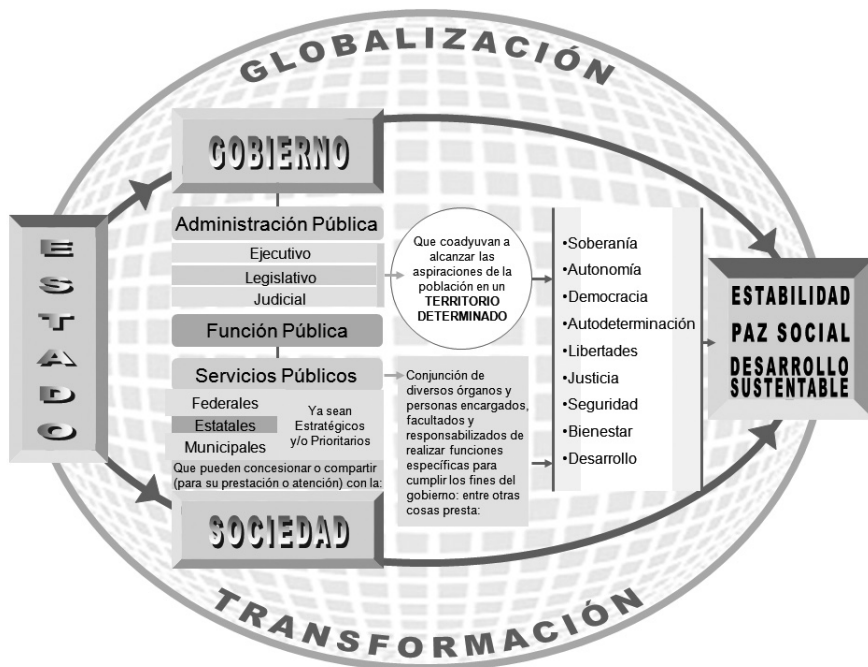 GLOBALIZACIÓN
ESTADO
GOBIERNO
Administración Pública
Ejecutivo
Legislativo
Judicial
Función Pública
Servicios Públicos
Federales
Estatales
Municipales
Ya sean
Estratégicos
y/o Prioritarios
Que pueden concesionar o compartir
(para su prestación o atención) con la:
SOCIEDAD
Que coadyuvan a
alcanzar las
aspiraciones de la
población en un
TERRITORIO
DETERMINADO
Conjunción de
diversos órganos y
personas encargados,
facultados y
responsabilizados de
realizar funciones
específicas para
cumplir los fines del
gobierno: entre otras
cosas presta:
•Soberanía
•Autonomía
•Democracia
•Autodeterminación
•Libertades
•Justicia
•Seguridad
•Bienestar
•Desarrollo
ESTABILIDAD
PAZ SOCIAL
DESARROLLO
SUSTENTABLE
TRANSFORMACIÓN